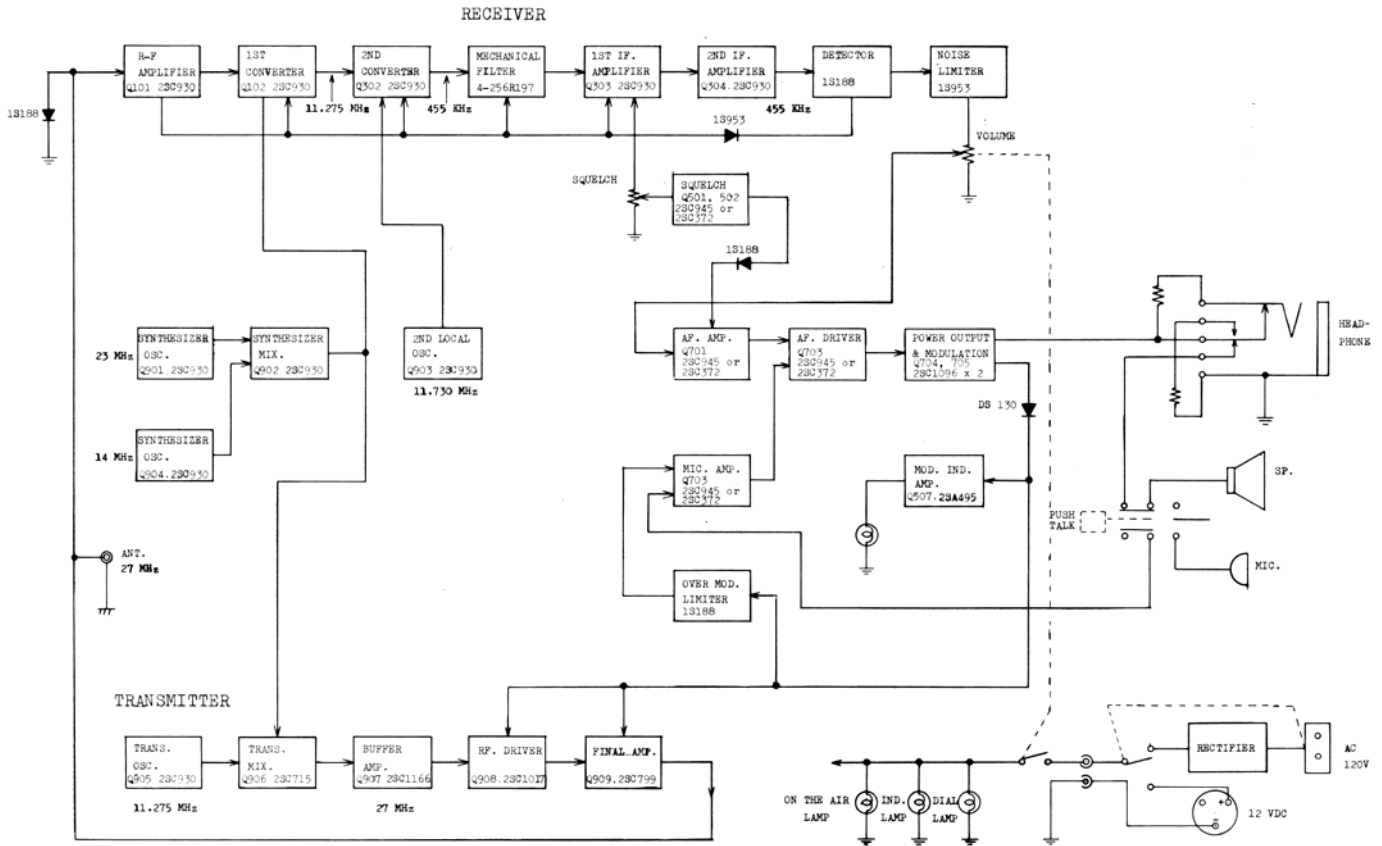 RECEIVER
R-F
AMPLIFIER
Q101 2SC930
1ST
CONVERTER
Q102 2SC930
2ND
CONVERTER
Q302 2SC930
MECHANICAL
FILTER
4-256R197
1ST IF.
AMPLIFIER
Q303 2SC930
2ND IF.
AMPLIFIER
Q304.2SC930
DETECTOR
1S188
NOISE
LIMITER
1S953
11.275 MHz
455 KHz
455 KHz
1S188
1S953
VOLUME
SQUELCH
SQUELCH
Q501, 502
2SC945 or
2SC372
1S188
23 MHz
SYNTHESIZER
OSC.
Q901.2SC930
SYNTHESIZER
MIX.
Q902 2SC930
2ND LOCAL
OSC.
Q903 2SC930
11.730 MHz
AF. AMP.
Q701
2SC945 or
2SC372
AF. DRIVER
Q703
2SC945 or
2SC372
POWER OUTPUT
& MODULATION
Q704, 705
2SC1096 x 2
HEAD-
PHONE
DS 130
14 MHz
SYNTHESIZER
OSC.
Q904.2SC930
MIC. AMP.
Q703
2SC945 or
2SC372
MOD. IND.
AMP.
Q507.2SA495
SP.
PUSH
TALK
MIC.
ANT.
27 MHz
OVER MOD.
LIMITER
1S188
TRANSMITTER
TRANS.
OSC.
Q905 2SC930
TRANS.
MIX.
Q906 2SC715
BUFFER
AMP.
Q907 2SC1166
RF. DRIVER
Q908.2SC1017
FINAL AMP.
Q909.2SC799
11.275 MHz
27 MHz
RECTIFIER
AC
120V
ON THE AIR
LAMP
IND.
LAMP
DIAL
LAMP
+
−
12 VDC